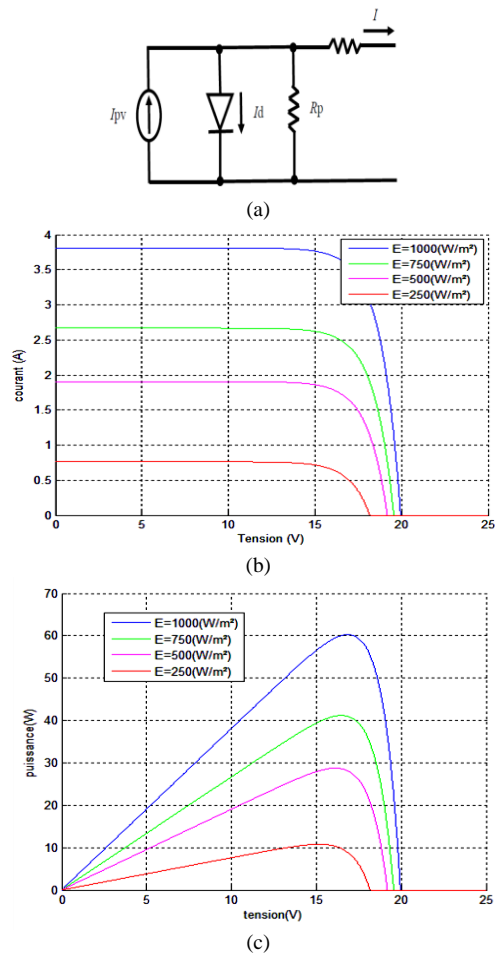 I
Ipv
Id
Rp
(a)
4
3.5
3
2.5
2
1.5
1
0.5
0
courant (A)
E=1000(W/m²)
E=750(W/m²)
E=500(W/m²)
E=250(W/m²)
0 5 10 15 20 25
Tension (V)
(b)
70
60
50
40
30
20
10
0
puissance(W)
E=1000(W/m²)
E=750(W/m²)
E=500(W/m²)
E=250(W/m²)
0 5 10 15 20 25
tension(V)
(c)